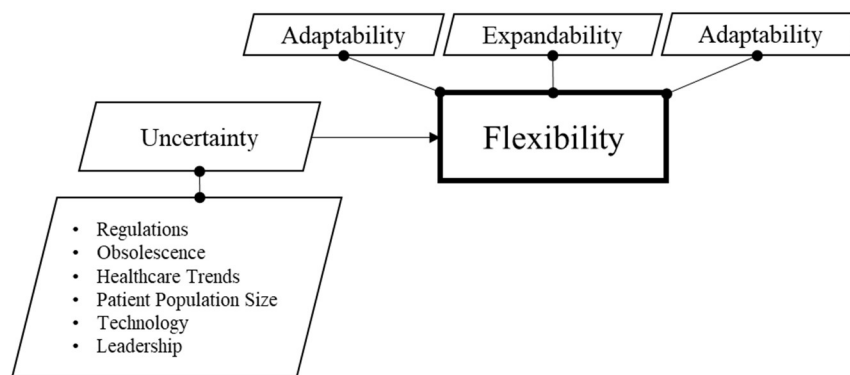 Adaptability
Expandability
Adaptability
Uncertainty
Flexibility
• Regulations
• Obsolescence
• Healthcare Trends
• Patient Population Size
• Technology
• Leadership